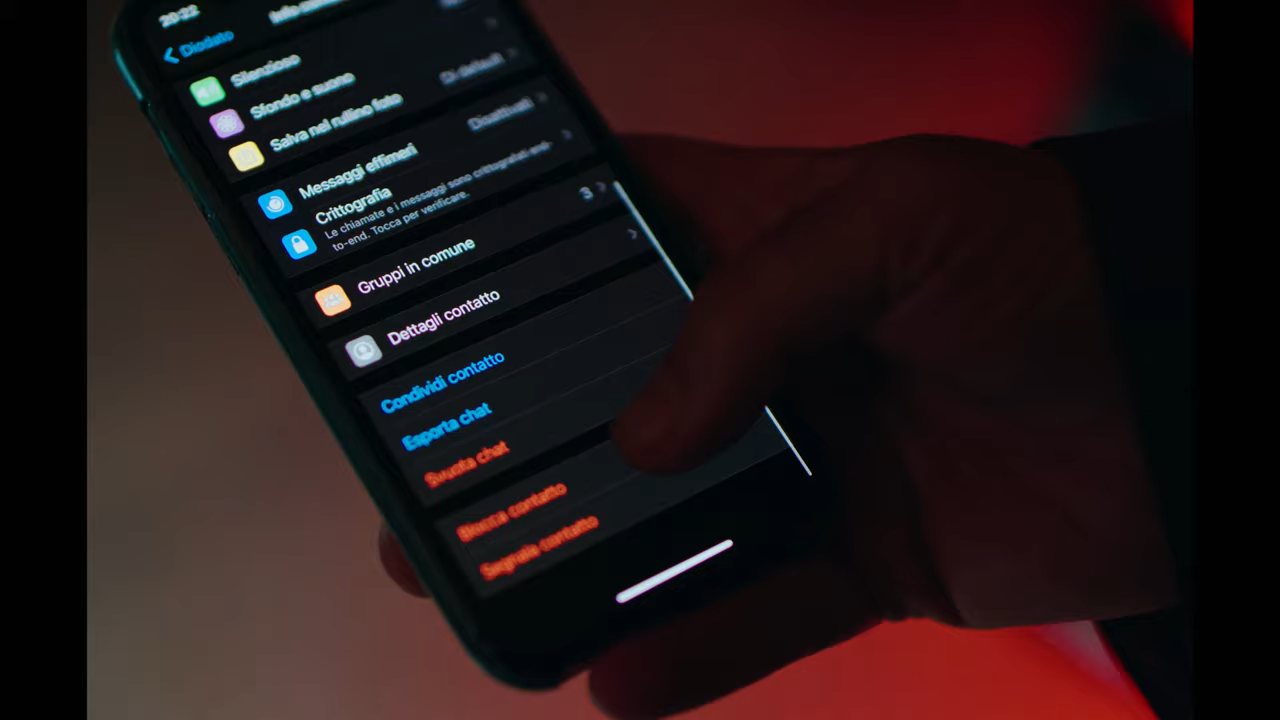 20:22
Diodato
Silenzioso
Sfondo e suono
Salva nel rullino foto
Di default
Messaggi effimeri
Disattivati
Crittografia
Le chiamate e i messaggi sono crittografati end-
to-end. Tocca per verificare.
Gruppi in comune
3
Dettagli contatto
Condividi contatto
Esporta chat
Svuota chat
Blocca contatto
Segnala contatto